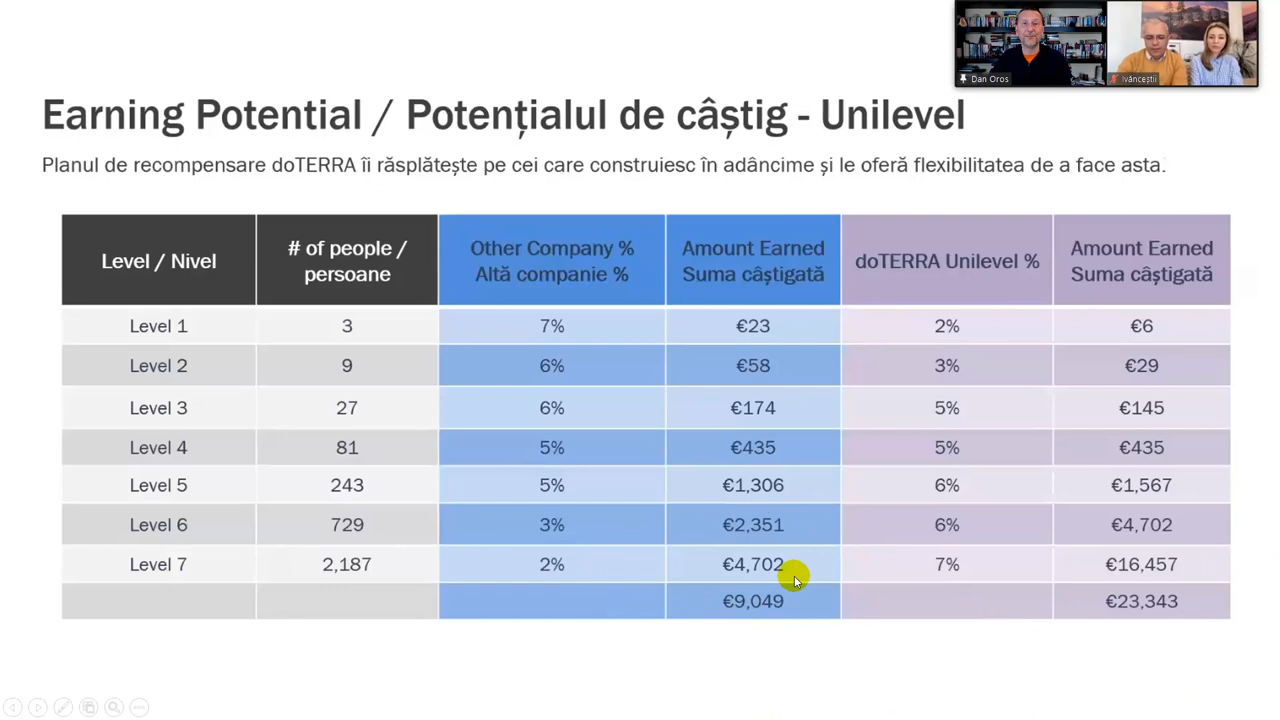 Dan Oros
Ivănceștii
Earning Potential / Potențialul de câștig - Unilevel
Planul de recompensare doTERRA îi răsplătește pe cei care construiesc în adâncime și le oferă flexibilitatea de a face asta.
Level / Nivel
# of people / persoane
Other Company %
Altă companie %
Amount Earned
Suma câștigată
doTERRA Unilevel %
Amount Earned
Suma câștigată
Level 1 3 7% €23 2% €6
Level 2 9 6% €58 3% €29
Level 3 27 6% €174 5% €145
Level 4 81 5% €435 5% €435
Level 5 243 5% €1,306 6% €1,567
Level 6 729 3% €2,351 6% €4,702
Level 7 2,187 2% €4,702 7% €16,457
€9,049 €23,343